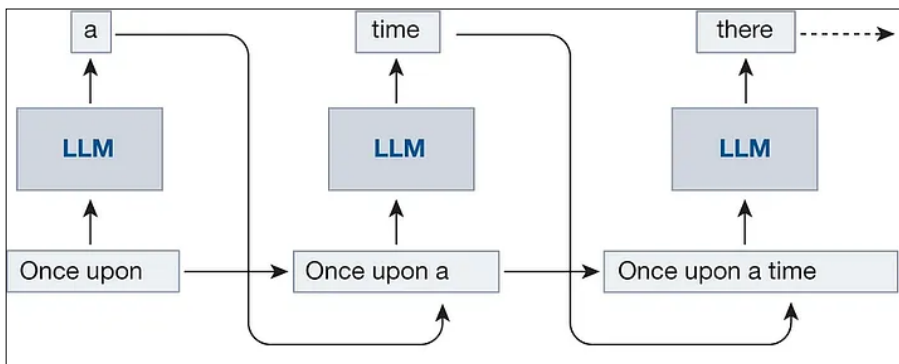 a
time
there
LLM
LLM
LLM
Once upon
Once upon a
Once upon a time